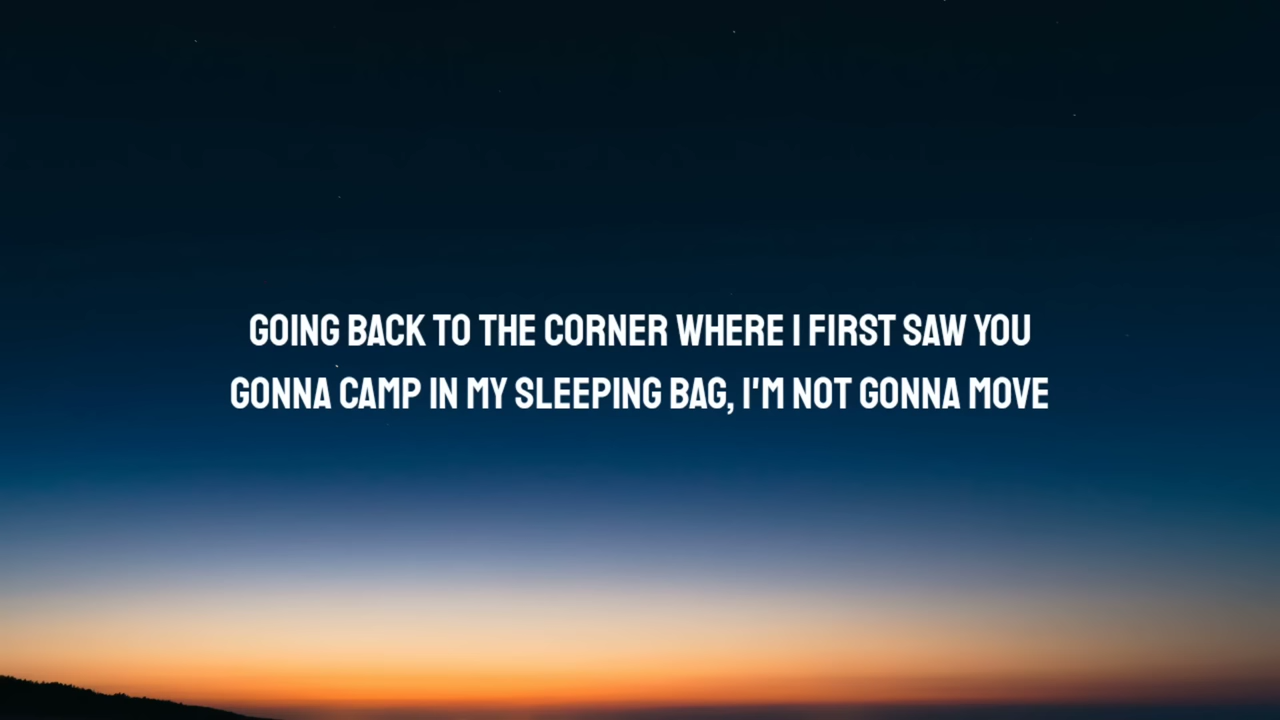 GOING BACK TO THE CORNER WHERE I FIRST SAW YOU
GONNA CAMP IN MY SLEEPING BAG, I'M NOT GONNA MOVE